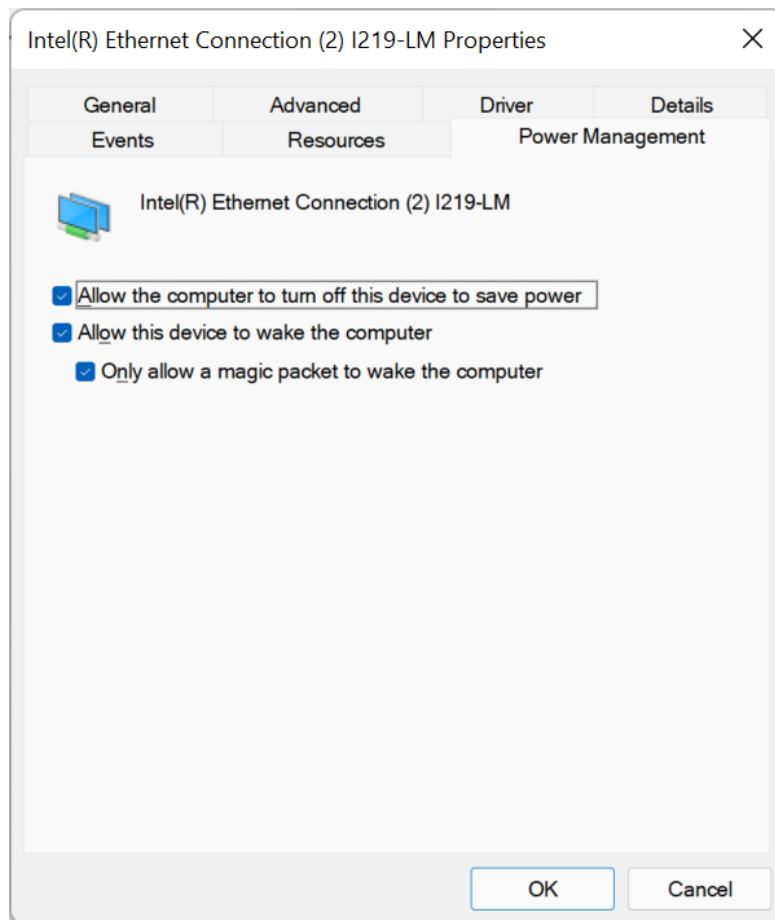 Intel(R) Ethernet Connection (2) I219-LM Properties
General Advanced Driver Details
Events Resources Power Management
Intel(R) Ethernet Connection (2) I219-LM
Allow the computer to turn off this device to save power
Allow this device to wake the computer
Only allow a magic packet to wake the computer
OK Cancel